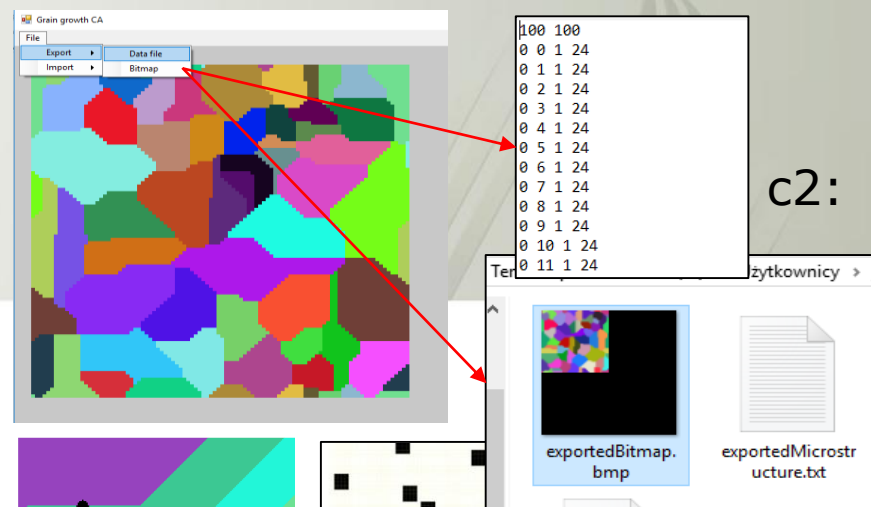 Grain growth CA
File
Export
Data file
Import
Bitmap
100 100
0 0 1 24
0 1 1 24
0 2 1 24
0 3 1 24
0 4 1 24
0 5 1 24
0 6 1 24
0 7 1 24
0 8 1 24
0 9 1 24
0 10 1 24
0 11 1 24
c2:
exportedBitmap.
bmp
exportedMicrostr
ucture.txt